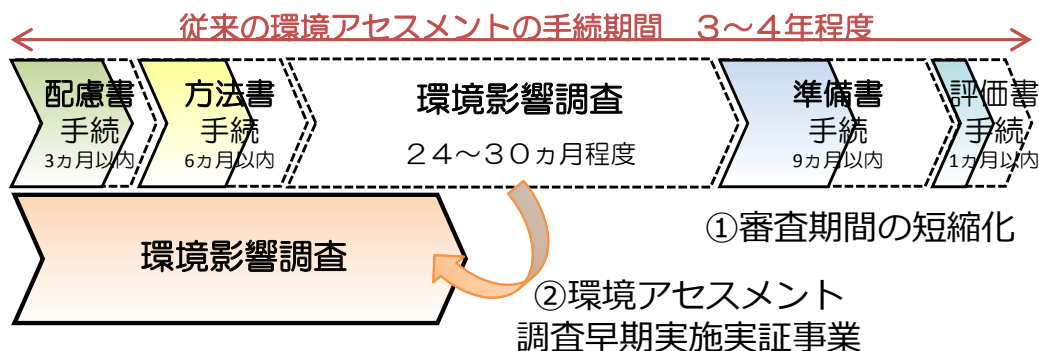 従来の環境アセスメントの手続期間　３～４年程度
配慮書
手続
3ヵ月以内
方法書
手続
6ヵ月以内
環境影響調査
２４～３０ヵ月程度
準備書
手続
9ヵ月以内
評価書
手続
1ヵ月以内
環境影響調査
①審査期間の短縮化
②環境アセスメント
調査早期実施実証事業